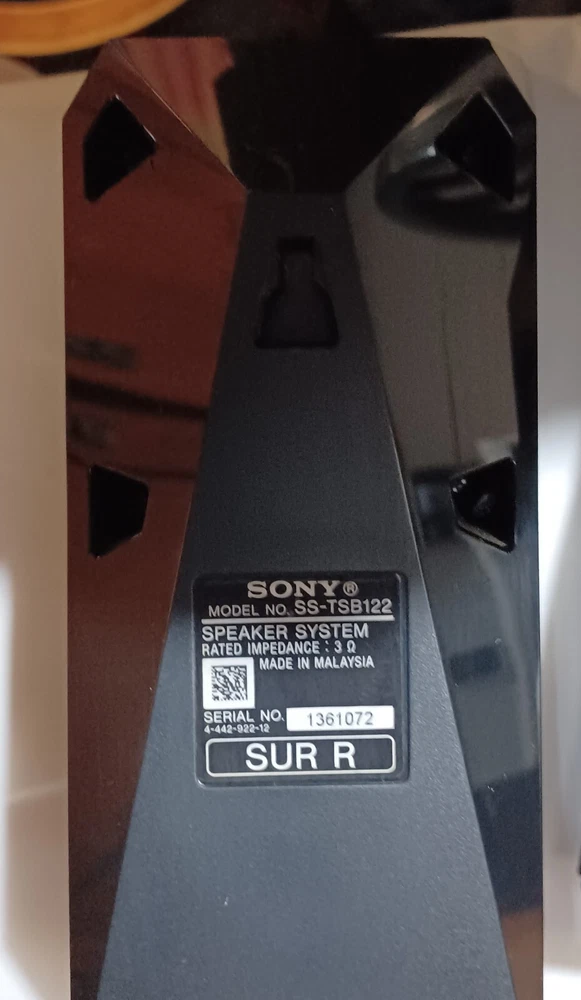 SONY®
MODEL NO. SS-TSB122
SPEAKER SYSTEM
RATED IMPEDANCE : 3 Ω
MADE IN MALAYSIA
SERIAL NO. 1361072
4-442-922-12
SUR R